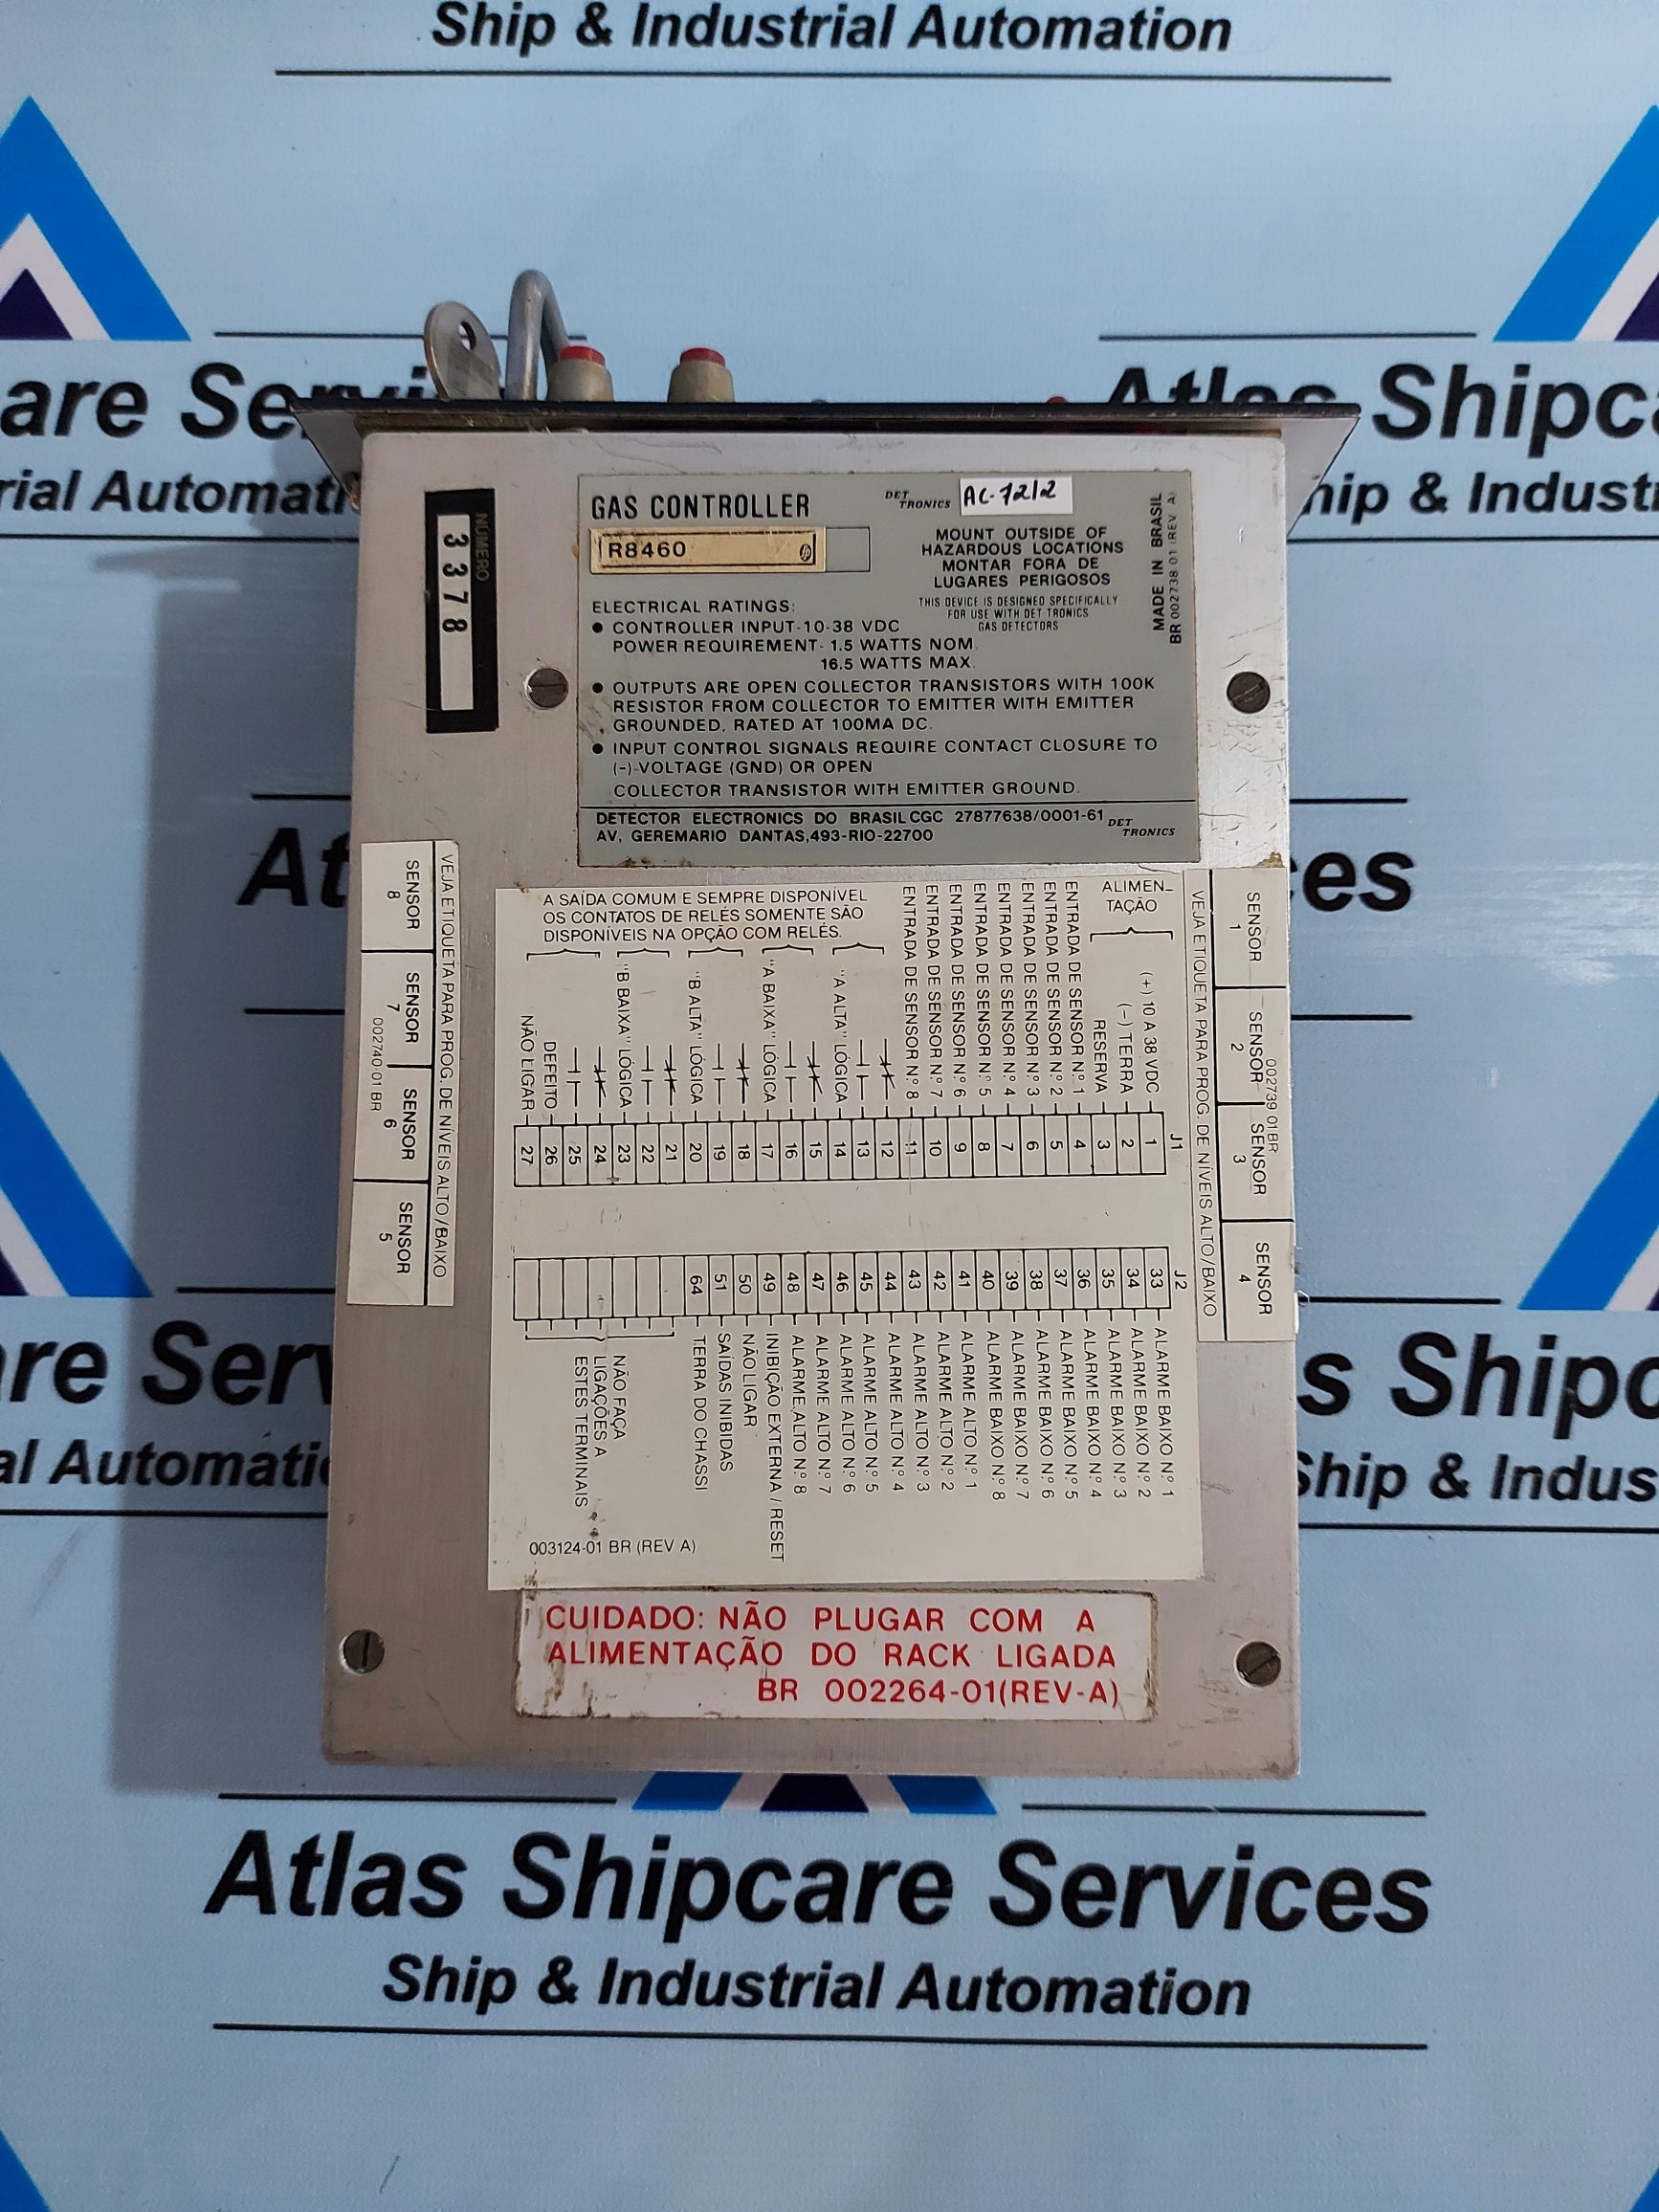 Ship & Industrial Automation
are Se
Atlas Shipca
rial Automati
hip & Industr
NUMERO
3378
GAS CONTROLLER
DET TRONICS
AC-7212
R8460
MOUNT OUTSIDE OF
HAZARDOUS LOCATIONS
MONTAR FORA DE
LUGARES PERIGOSOS
THIS DEVICE IS DESIGNED SPECIFICALLY
FOR USE WITH DET TRONICS
GAS DETECTORS
MADE IN BRASIL
BR 002738 01 (REV A)
ELECTRICAL RATINGS:
● CONTROLLER INPUT-10-38 VDC
POWER REQUIREMENT- 1.5 WATTS NOM.
16.5 WATTS MAX.
● OUTPUTS ARE OPEN COLLECTOR TRANSISTORS WITH 100K
RESISTOR FROM COLLECTOR TO EMITTER WITH EMITTER
GROUNDED, RATED AT 100MA DC.
● INPUT CONTROL SIGNALS REQUIRE CONTACT CLOSURE TO
(-)-VOLTAGE (GND) OR OPEN
COLLECTOR TRANSISTOR WITH EMITTER GROUND.
DETECTOR ELECTRONICS DO BRASIL CGC 27877638/0001-61
AV, GEREMARIO DANTAS,493-RIO-22700
DET TRONICS
At
ces
SENSOR 1
SENSOR 2
SENSOR 3
SENSOR 4
002739 01 BR
VEJA ETIQUETA PARA PROG. DE NÍVEIS ALTO/BAIXO
VEJA ETIQUETA PARA PROG. DE NÍVEIS ALTO/BAIXO
SENSOR 8
SENSOR 7
SENSOR 6
SENSOR 5
002740 01 BR
A SAÍDA COMUM E SEMPRE DISPONÍVEL
OS CONTATOS DE RELÉS SOMENTE SÃO
DISPONÍVEIS NA OPÇÃO COM RELÉS.
ALIMEN-
TAÇÃO
J1
(+) 10 A 38 VDC 1
(-) TERRA 2
RESERVA 3
ENTRADA DE SENSOR N.º 1 4
ENTRADA DE SENSOR N.º 2 5
ENTRADA DE SENSOR N.º 3 6
ENTRADA DE SENSOR N.º 4 7
ENTRADA DE SENSOR N.º 5 8
ENTRADA DE SENSOR N.º 6 9
ENTRADA DE SENSOR N.º 7 10
ENTRADA DE SENSOR N.º 8 11
12
13
"A ALTA" LÓGICA 14
15
16
"A BAIXA" LÓGICA 17
18
19
"B ALTA" LÓGICA 20
21
22
"B BAIXA" LÓGICA 23
24
25
DEFEITO 26
NÃO LIGAR 27
J2
33 ALARME BAIXO N.º 1
34 ALARME BAIXO N.º 2
35 ALARME BAIXO N.º 3
36 ALARME BAIXO N.º 4
37 ALARME BAIXO N.º 5
38 ALARME BAIXO N.º 6
39 ALARME BAIXO N.º 7
40 ALARME BAIXO N.º 8
41 ALARME ALTO N.º 1
42 ALARME ALTO N.º 2
43 ALARME ALTO N.º 3
44 ALARME ALTO N.º 4
45 ALARME ALTO N.º 5
46 ALARME ALTO N.º 6
47 ALARME ALTO N.º 7
48 ALARME ALTO N.º 8
49 INIBIÇÃO EXTERNA / RESET
50 NÃO LIGAR
51 SAÍDAS INIBIDAS
64 TERRA DO CHASSI
NÃO FAÇA
LIGAÇÕES A
ESTES TERMINAIS
003124-01 BR (REV A)
re Serv
s Shipc
al Automatic
Ship & Indus
CUIDADO: NÃO PLUGAR COM A
ALIMENTAÇÃO DO RACK LIGADA
BR 002264-01(REV-A)
Atlas Shipcare Services
Ship & Industrial Automation